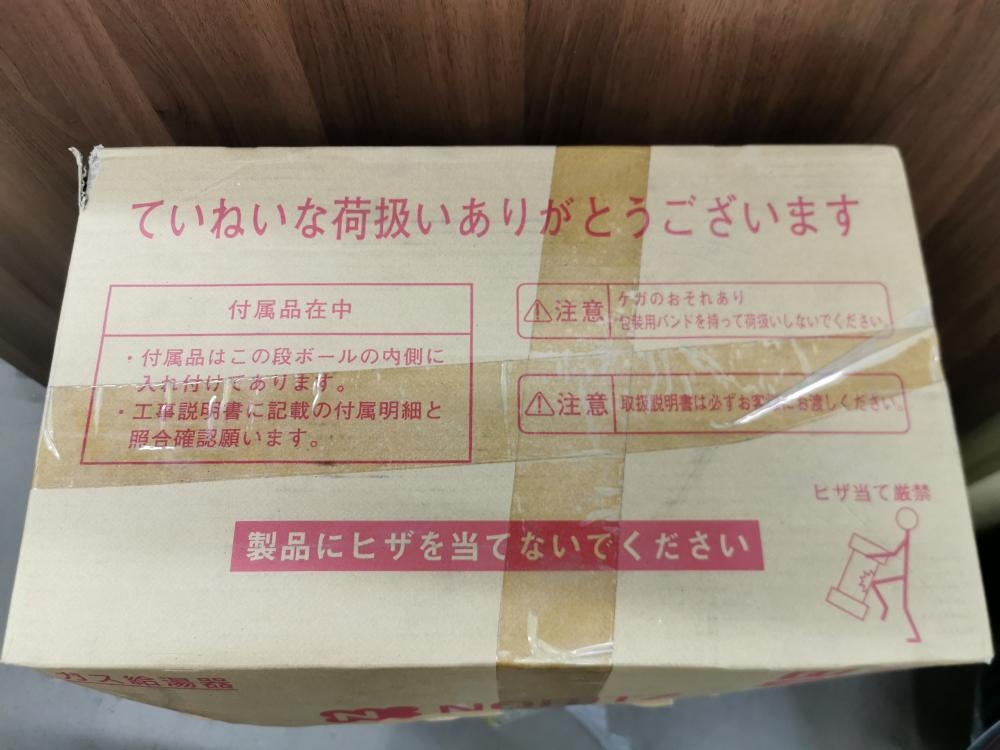 ていねいな荷扱いありがとうございます
付属品在中
・付属品はこの段ボールの内側に
入れ付けてあります。
・工事説明書に記載の付属明細と
照合確認願います。
注意
ケガのおそれあり
包装用バンドを持って荷扱いしないでください。
注意
取扱説明書は必ずお客様にお渡しください。
ヒザ当て厳禁
製品にヒザを当てないでください
ガス給湯器